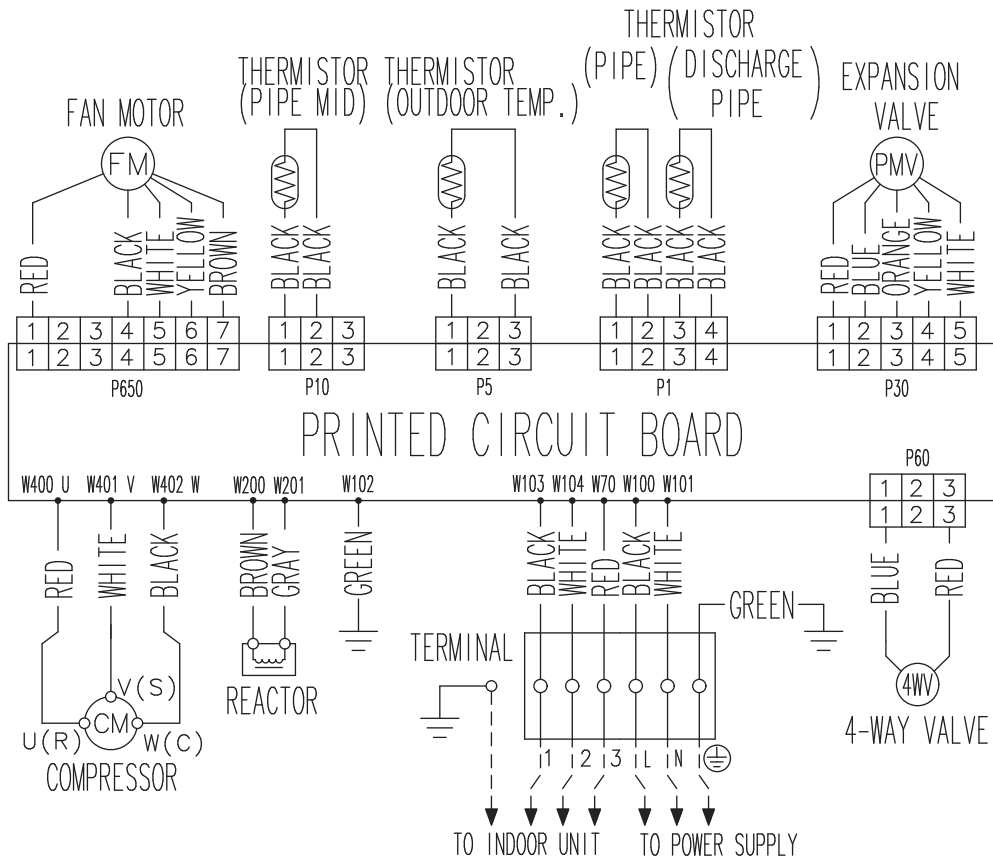 THERMISTOR
(PIPE) (DISCHARGE PIPE)
THERMISTOR (PIPE MID)
THERMISTOR (OUTDOOR TEMP.)
EXPANSION VALVE
FAN MOTOR
FM
PMV
RED BLACK WHITE YELLOW BROWN
BLACK BLACK
BLACK BLACK
BLACK BLACK BLACK BLACK
RED BLUE ORANGE YELLOW WHITE
1 2 3 4 5 6 7
1 2 3
1 2 3
1 2 3 4
1 2 3 4 5
1 2 3 4 5 6 7
1 2 3
1 2 3
1 2 3 4
1 2 3 4 5
P650
P10
P5
P1
P30
PRINTED CIRCUIT BOARD
P60
W400 U W401 V W402 W
W200 W201
W102
W103 W104 W70 W100 W101
1 2 3
1 2 3
RED WHITE BLACK
BROWN GRAY
GREEN
BLACK WHITE RED BLACK WHITE
BLUE RED
GREEN
TERMINAL
V(S)
CM
U(R) W(C)
COMPRESSOR
REACTOR
4WV
4-WAY VALVE
1 2 3 L N
TO INDOOR UNIT
TO POWER SUPPLY